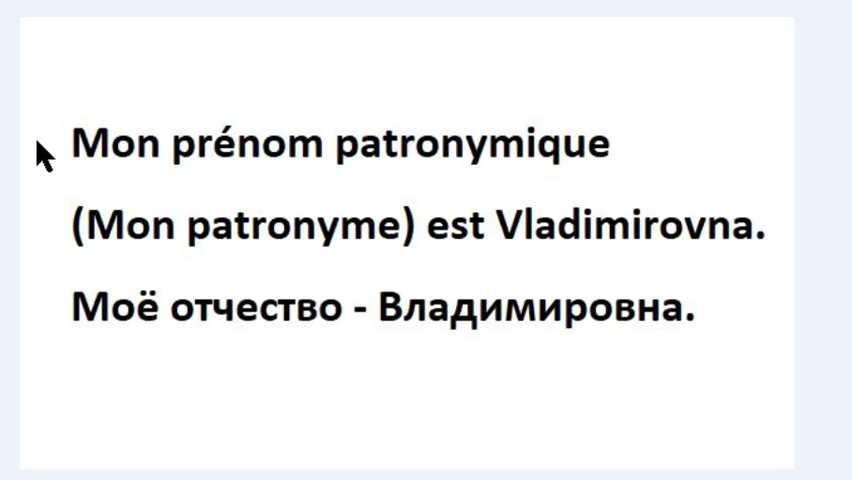 Mon prénom patronymique
(Mon patronyme) est Vladimirovna.
Моё отчество - Владимировна.